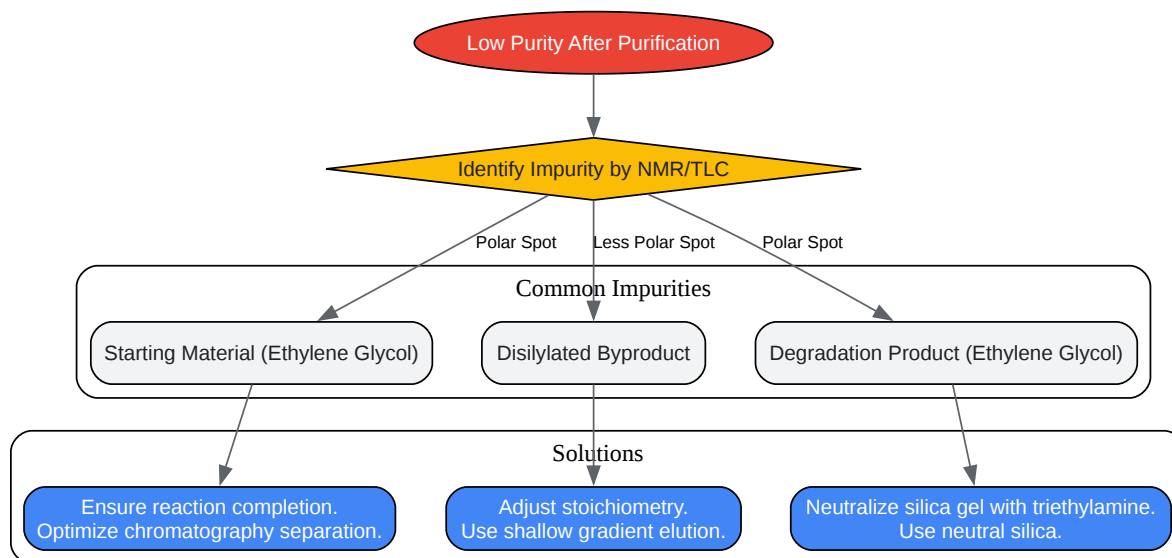 Low Purity After Purification
Identify Impurity by NMR/TLC
Polar Spot
Less Polar Spot
Polar Spot
Common Impurities
Starting Material (Ethylene Glycol)
Disilylated Byproduct
Degradation Product (Ethylene Glycol)
Solutions
Ensure reaction completion.
Optimize chromatography separation.
Adjust stoichiometry.
Use shallow gradient elution.
Neutralize silica gel with triethylamine.
Use neutral silica.